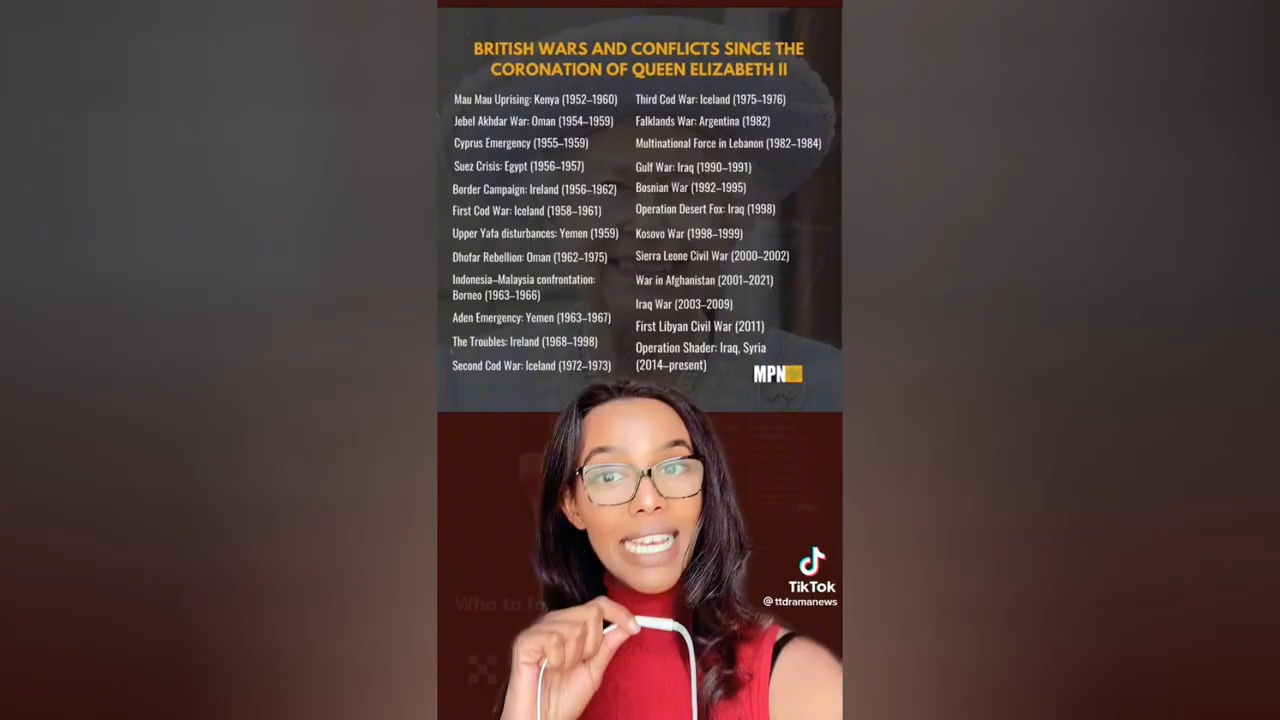 BRITISH WARS AND CONFLICTS SINCE THE
CORONATION OF QUEEN ELIZABETH II
Mau Mau Uprising: Kenya (1952–1960)
Jebel Akhdar War: Oman (1954–1959)
Cyprus Emergency (1955–1959)
Suez Crisis: Egypt (1956–1957)
Border Campaign: Ireland (1956–1962)
First Cod War: Iceland (1958–1961)
Upper Yafa disturbances: Yemen (1959)
Dhofar Rebellion: Oman (1962–1975)
Indonesia–Malaysia confrontation:
Borneo (1963–1966)
Aden Emergency: Yemen (1963–1967)
The Troubles: Ireland (1968–1998)
Second Cod War: Iceland (1972–1973)
Third Cod War: Iceland (1975–1976)
Falklands War: Argentina (1982)
Multinational Force in Lebanon (1982–1984)
Gulf War: Iraq (1990–1991)
Bosnian War (1992–1995)
Operation Desert Fox: Iraq (1998)
Kosovo War (1998–1999)
Sierra Leone Civil War (2000–2002)
War in Afghanistan (2001–2021)
Iraq War (2003–2009)
First Libyan Civil War (2011)
Operation Shader: Iraq, Syria
(2014–present)
MPN
Who to fo
TikTok
@ttdramanews